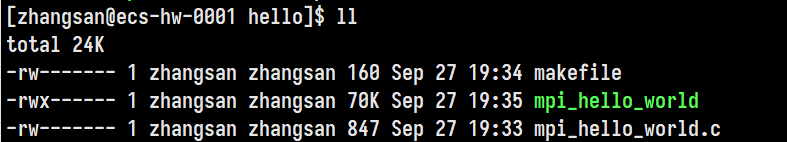 [zhangsan@ecs-hw-0001 hello]$ ll
total 24K
-rw------- 1 zhangsan zhangsan 160 Sep 27 19:34 makefile
-rwx------ 1 zhangsan zhangsan 70K Sep 27 19:35 mpi_hello_world
-rw------- 1 zhangsan zhangsan 847 Sep 27 19:33 mpi_hello_world.c